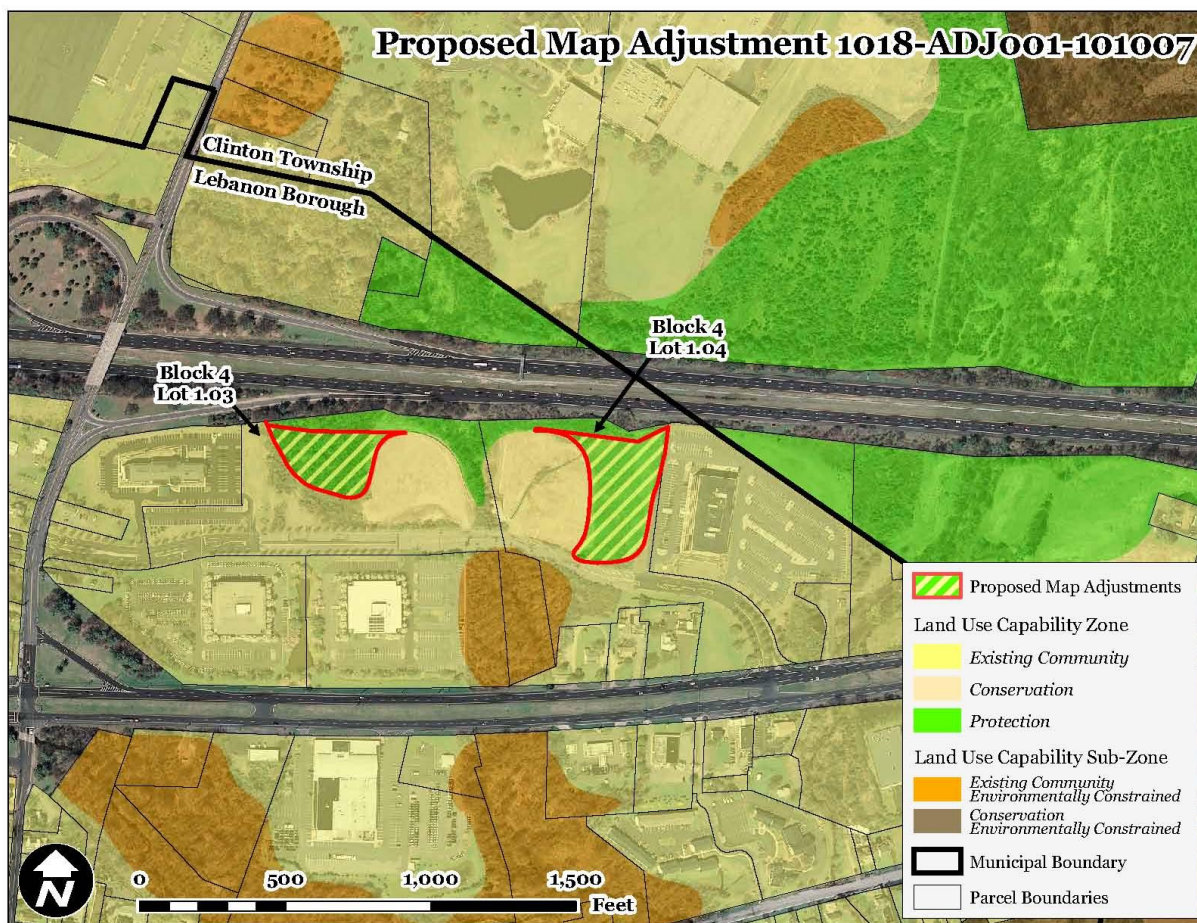 Proposed Map Adjustment 1018-ADJ001-101007
Clinton Township
Lebanon Borough
Block 4
Lot 1.04
Block 4
Lot 1.03
Proposed Map Adjustments
Land Use Capability Zone
Existing Community
Conservation
Protection
Land Use Capability Sub-Zone
Existing Community
Environmentally Constrained
Conservation
Environmentally Constrained
Municipal Boundary
Parcel Boundaries
N
0 500 1,000 1,500
Feet